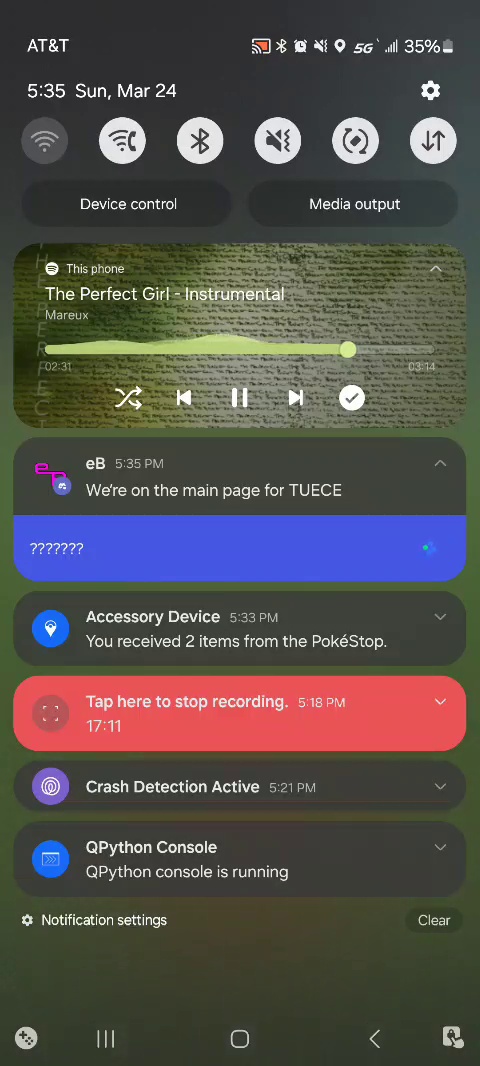 AT&T 5G 35%
5:35 Sun, Mar 24
Device control Media output
This phone
The Perfect Girl - Instrumental
Mareux
02:31 03:14
eB 5:35 PM
We're on the main page for TUECE
???????
Accessory Device 5:33 PM
You received 2 items from the PokéStop.
Tap here to stop recording. 5:18 PM
17:11
Crash Detection Active 5:21 PM
QPython Console
QPython console is running
Notification settings Clear